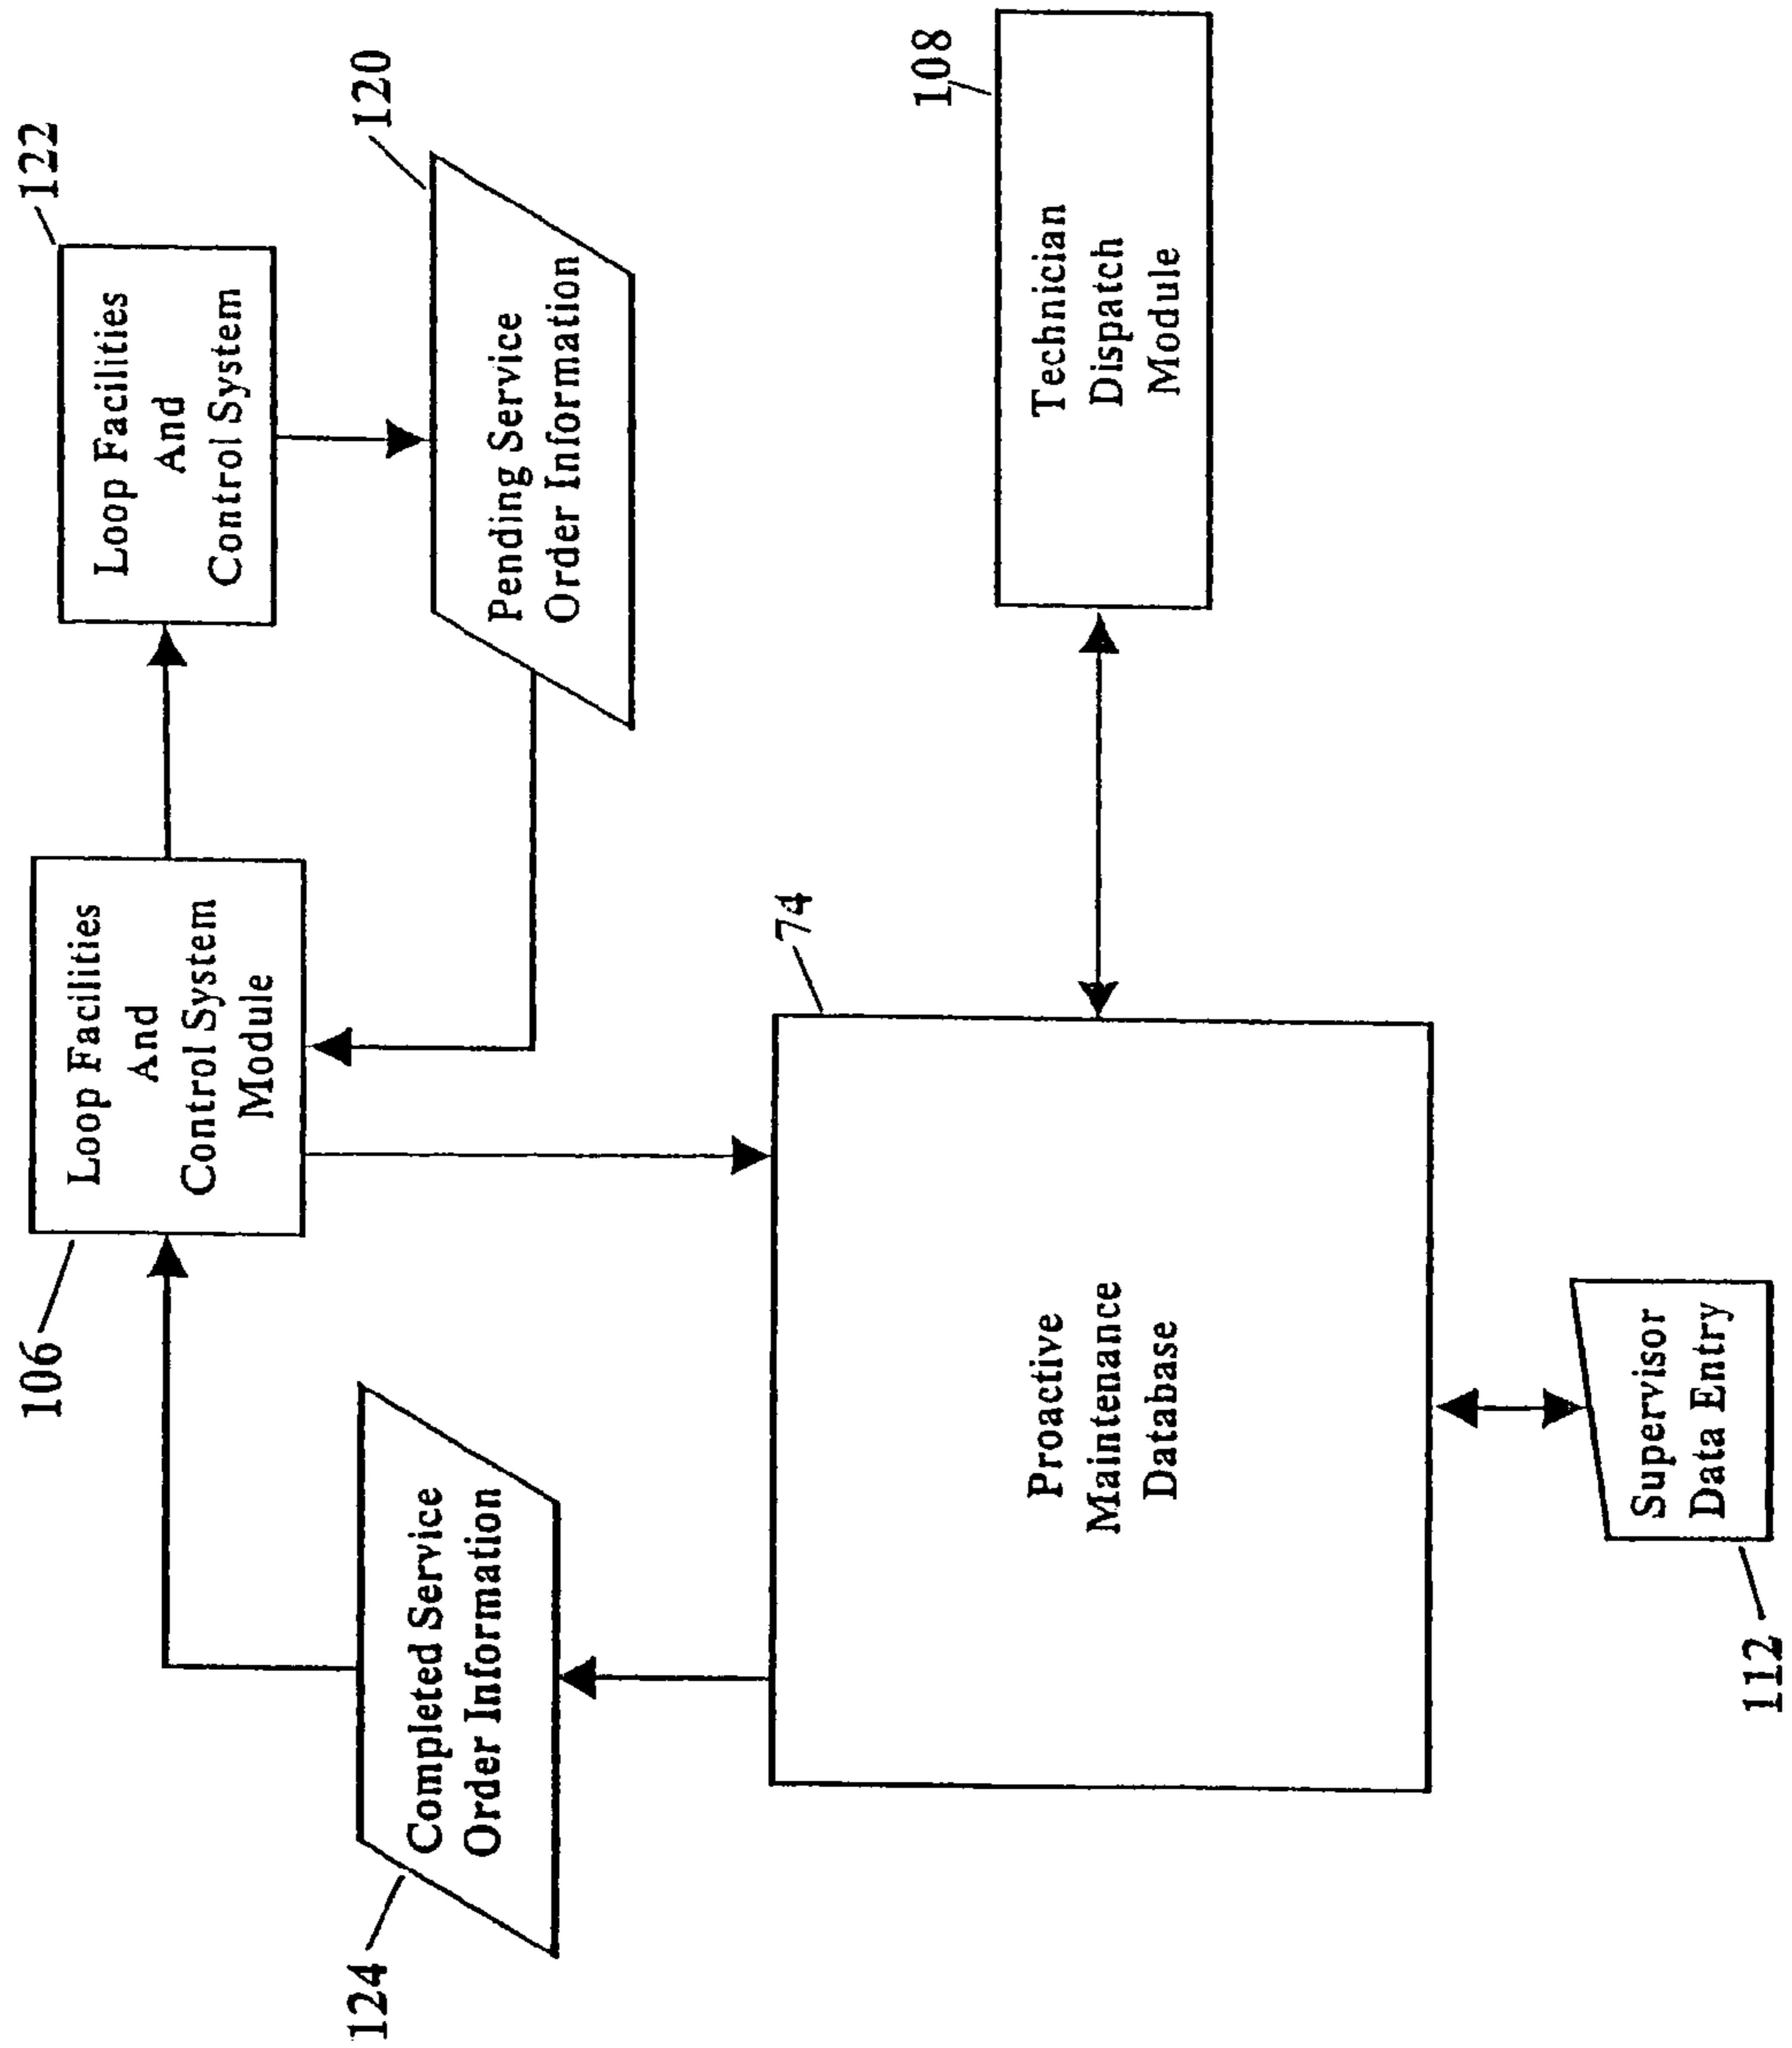 122
Loop Facilities
And
Control System
120
Pending Service
Order Information
106
Loop Facilities
And
Control System
Module
124
Completed Service
Order Information
74
Proactive
Maintenance
Database
108
Technician
Dispatch
Module
112
Supervisor
Data Entry